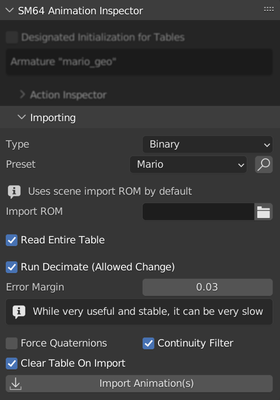 SM64 Animation Inspector
Designated Initialization for Tables
Armature "mario_geo"
Action Inspector
Importing
Type Binary
Preset Mario
Uses scene import ROM by default
Import ROM
Read Entire Table
Run Decimate (Allowed Change)
Error Margin 0.03
While very useful and stable, it can be very slow
Force Quaternions Continuity Filter
Clear Table On Import
Import Animation(s)